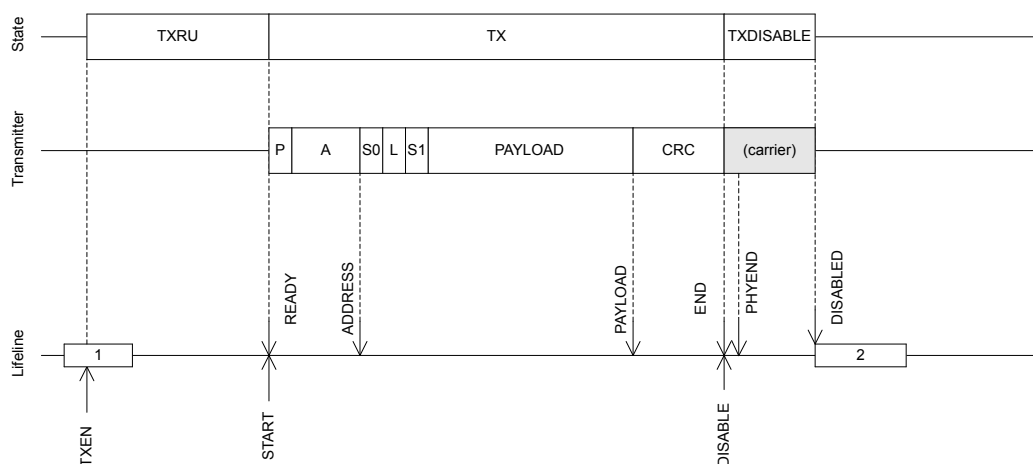 State
TXRU
TX
TXDISABLE
Transmitter
P
A
S0
L
S1
PAYLOAD
CRC
(carrier)
READY
ADDRESS
PAYLOAD
END
PHYEND
DISABLED
Lifeline
1
2
TXEN
START
DISABLE